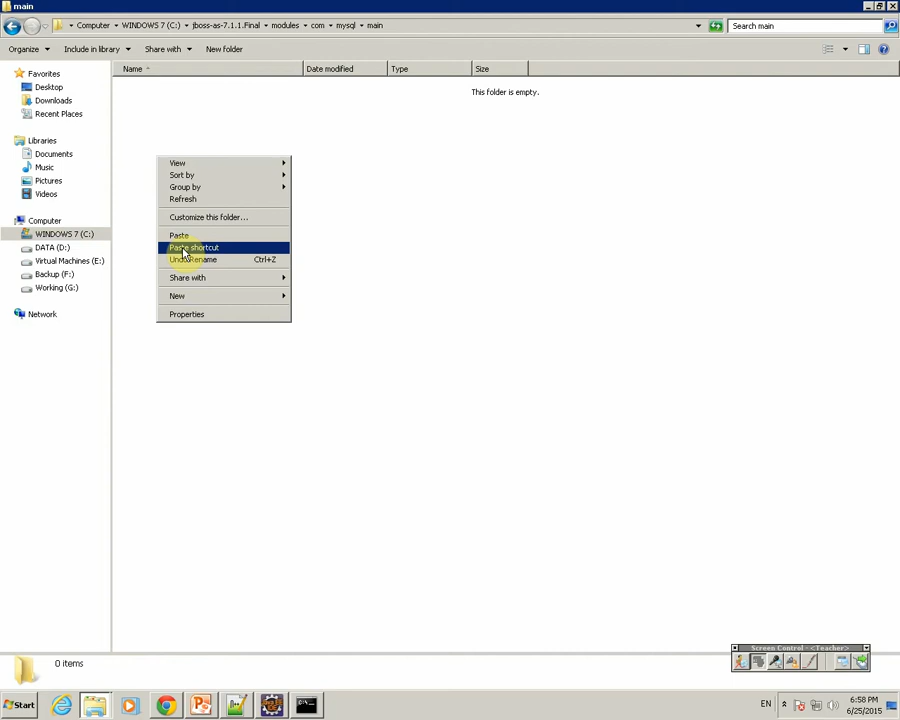 main
Computer WINDOWS 7 (C:) jboss-as-7.1.1.Final modules com mysql main
Search main
Organize Include in library Share with New folder
Name Date modified Type Size
This folder is empty.
Favorites
Desktop
Downloads
Recent Places
Libraries
Documents
Music
Pictures
Videos
Computer
WINDOWS 7 (C:)
DATA (D:)
Virtual Machines (E:)
Backup (F:)
Working (G:)
Network
View
Sort by
Group by
Refresh
Customize this folder...
Paste
Paste shortcut
Undo Rename Ctrl+Z
Share with
New
Properties
0 items
Screen Control - <Teacher>
Start
EN
6:58 PM
6/25/2015